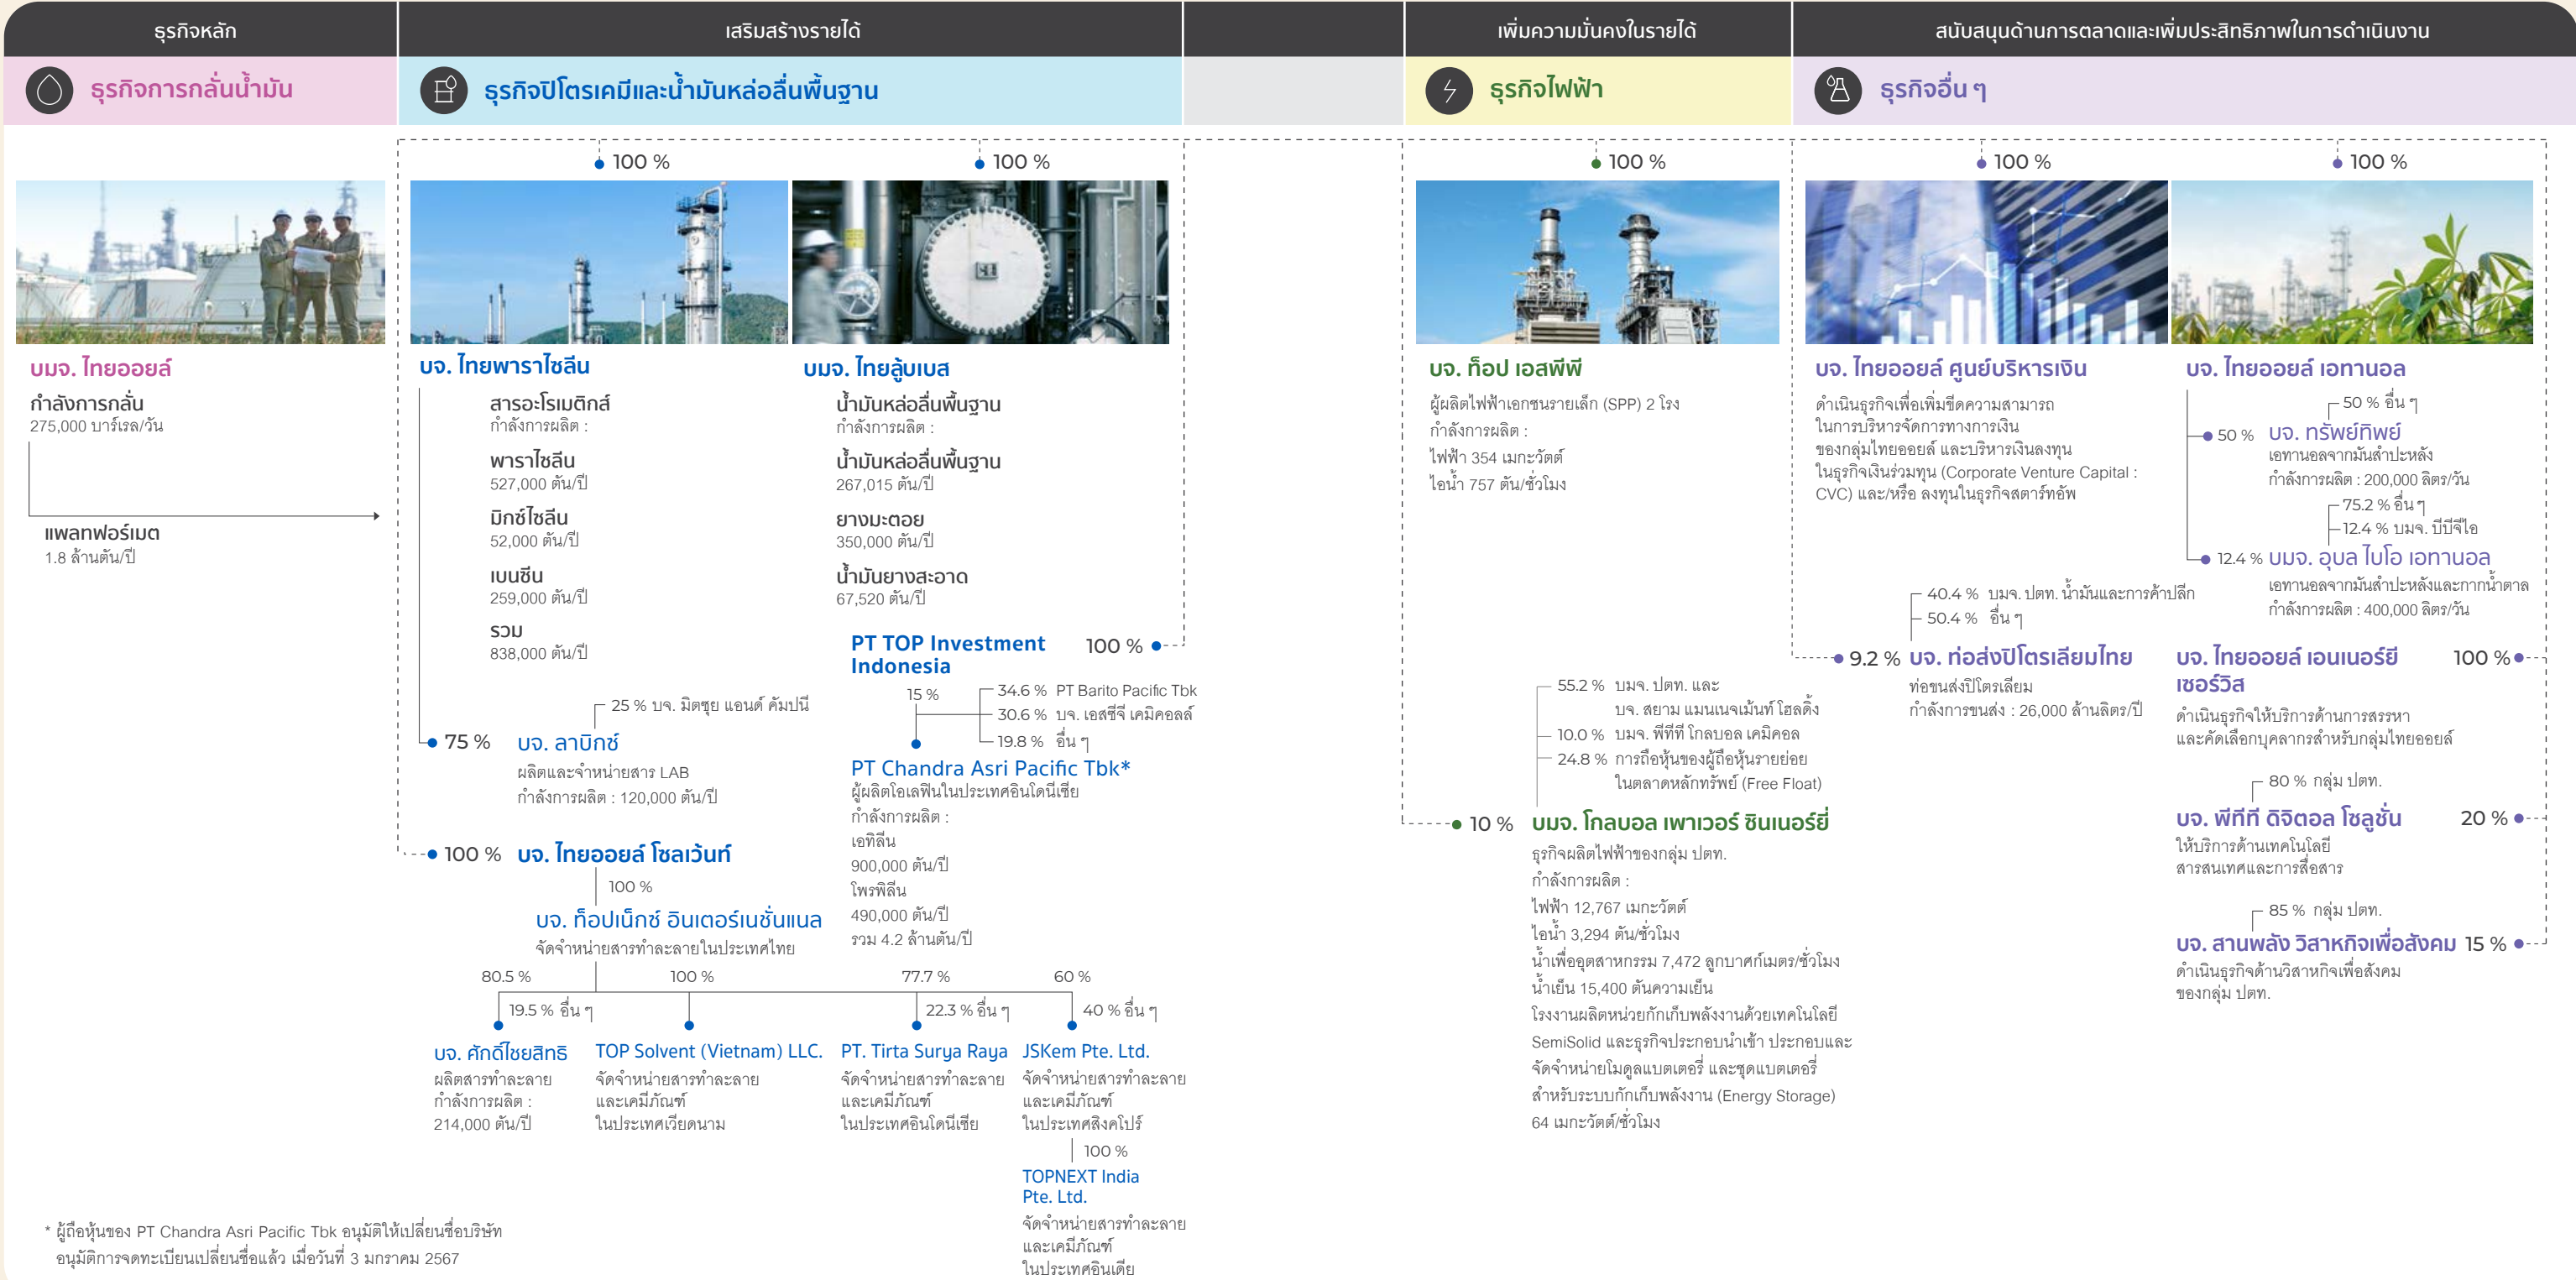 ธุรกิจหลัก
เสริมสร้างรายได้
เพิ่มความมั่นคงในรายได้
สนับสนุนด้านการตลาดและเพิ่มประสิทธิภาพในการดำเนินงาน
ธุรกิจการกลั่นน้ำมัน
ธุรกิจปิโตรเคมีและน้ำมันหล่อลื่นพื้นฐาน
ธุรกิจไฟฟ้า
ธุรกิจอื่น ๆ
100 %
100 %
100 %
100 %
100 %
บมจ. ไทยออยล์
กำลังการกลั่น
275,000 บาร์เรล/วัน
แพลทฟอร์เมต
1.8 ล้านตัน/ปี
บจ. ไทยพาราไซลีน
สารอะโรเมติกส์
กำลังการผลิต :
พาราไซลีน
527,000 ตัน/ปี
มิกซ์ไซลีน
52,000 ตัน/ปี
เบนซีน
259,000 ตัน/ปี
รวม
838,000 ตัน/ปี
25 % บจ. มิตซุย แอนด์ คัมปนี
75 %
บจ. ลาบิกซ์
ผลิตและจำหน่ายสาร LAB
กำลังการผลิต : 120,000 ตัน/ปี
100 %
บจ. ไทยออยล์ โซลเว้นท์
100 %
บจ. ท็อปเน็กซ์ อินเตอร์เนชั่นแนล
จัดจำหน่ายสารทำละลายในประเทศไทย
80.5 %
100 %
77.7 %
60 %
19.5 % อื่น ๆ
22.3 % อื่น ๆ
40 % อื่น ๆ
บจ. ศักดิ์ไชยสิทธิ
ผลิตสารทำละลาย
กำลังการผลิต :
214,000 ตัน/ปี
TOP Solvent (Vietnam) LLC.
จัดจำหน่ายสารทำละลาย
และเคมีภัณฑ์
ในประเทศเวียดนาม
PT. Tirta Surya Raya
จัดจำหน่ายสารทำละลาย
และเคมีภัณฑ์
ในประเทศอินโดนีเซีย
JSKem Pte. Ltd.
จัดจำหน่ายสารทำละลาย
และเคมีภัณฑ์
ในประเทศสิงคโปร์
100 %
TOPNEXT India
Pte. Ltd.
จัดจำหน่ายสารทำละลาย
และเคมีภัณฑ์
ในประเทศอินเดีย
บมจ. ไทยลู้บเบส
น้ำมันหล่อลื่นพื้นฐาน
กำลังการผลิต :
น้ำมันหล่อลื่นพื้นฐาน
267,015 ตัน/ปี
ยางมะตอย
350,000 ตัน/ปี
น้ำมันยางสะอาด
67,520 ตัน/ปี
PT TOP Investment
Indonesia
100 %
15 %
34.6 % PT Barito Pacific Tbk
30.6 % บจ. เอสซีจี เคมิคอลล์
19.8 % อื่น ๆ
PT Chandra Asri Pacific Tbk*
ผู้ผลิตโอเลฟินในประเทศอินโดนีเซีย
กำลังการผลิต :
เอทิลีน
900,000 ตัน/ปี
โพรพิลีน
490,000 ตัน/ปี
รวม 4.2 ล้านตัน/ปี
บจ. ท็อป เอสพีพี
ผู้ผลิตไฟฟ้าเอกชนรายเล็ก (SPP) 2 โรง
กำลังการผลิต :
ไฟฟ้า 354 เมกะวัตต์
ไอน้ำ 757 ตัน/ชั่วโมง
55.2 % บมจ. ปตท. และ
บจ. สยาม แมนเนจเม้นท์ โฮลดิ้ง
10.0 % บมจ. พีทีที โกลบอล เคมิคอล
24.8 % การถือหุ้นของผู้ถือหุ้นรายย่อย
ในตลาดหลักทรัพย์ (Free Float)
10 %
บมจ. โกลบอล เพาเวอร์ ซินเนอร์ยี่
ธุรกิจผลิตไฟฟ้าของกลุ่ม ปตท.
กำลังการผลิต :
ไฟฟ้า 12,767 เมกะวัตต์
ไอน้ำ 3,294 ตัน/ชั่วโมง
น้ำเพื่ออุตสาหกรรม 7,472 ลูกบาศก์เมตร/ชั่วโมง
น้ำเย็น 15,400 ตันความเย็น
โรงงานผลิตหน่วยกักเก็บพลังงานด้วยเทคโนโลยี
SemiSolid และธุรกิจประกอบนำเข้า ประกอบและ
จัดจำหน่ายโมดูลแบตเตอรี่ และชุดแบตเตอรี่
สำหรับระบบกักเก็บพลังงาน (Energy Storage)
64 เมกะวัตต์/ชั่วโมง
บจ. ไทยออยล์ ศูนย์บริหารเงิน
ดำเนินธุรกิจเพื่อเพิ่มขีดความสามารถ
ในการบริหารจัดการทางการเงิน
ของกลุ่มไทยออยล์ และบริหารเงินลงทุน
ในธุรกิจเงินร่วมทุน (Corporate Venture Capital :
CVC) และ/หรือ ลงทุนในธุรกิจสตาร์ทอัพ
40.4 % บมจ. ปตท. น้ำมันและการค้าปลีก
50.4 % อื่น ๆ
9.2 %
บจ. ท่อส่งปิโตรเลียมไทย
ท่อขนส่งปิโตรเลียม
กำลังการขนส่ง : 26,000 ล้านลิตร/ปี
บจ. ไทยออยล์ เอทานอล
50 % อื่น ๆ
50 %
บจ. ทรัพย์ทิพย์
เอทานอลจากมันสำปะหลัง
กำลังการผลิต : 200,000 ลิตร/วัน
75.2 % อื่น ๆ
12.4 % บมจ. บีบีจีไอ
12.4 %
บมจ. อุบล ไบโอ เอทานอล
เอทานอลจากมันสำปะหลังและกากน้ำตาล
กำลังการผลิต : 400,000 ลิตร/วัน
บจ. ไทยออยล์ เอนเนอร์ยี
เซอร์วิส
100 %
ดำเนินธุรกิจให้บริการด้านการสรรหา
และคัดเลือกบุคลากรสำหรับกลุ่มไทยออยล์
80 % กลุ่ม ปตท.
บจ. พีทีที ดิจิตอล โซลูชั่น
20 %
ให้บริการด้านเทคโนโลยี
สารสนเทศและการสื่อสาร
85 % กลุ่ม ปตท.
บจ. สานพลัง วิสาหกิจเพื่อสังคม
15 %
ดำเนินธุรกิจด้านวิสาหกิจเพื่อสังคม
ของกลุ่ม ปตท.
* ผู้ถือหุ้นของ PT Chandra Asri Pacific Tbk อนุมัติให้เปลี่ยนชื่อบริษัท
อนุมัติการจดทะเบียนเปลี่ยนชื่อแล้ว เมื่อวันที่ 3 มกราคม 2567